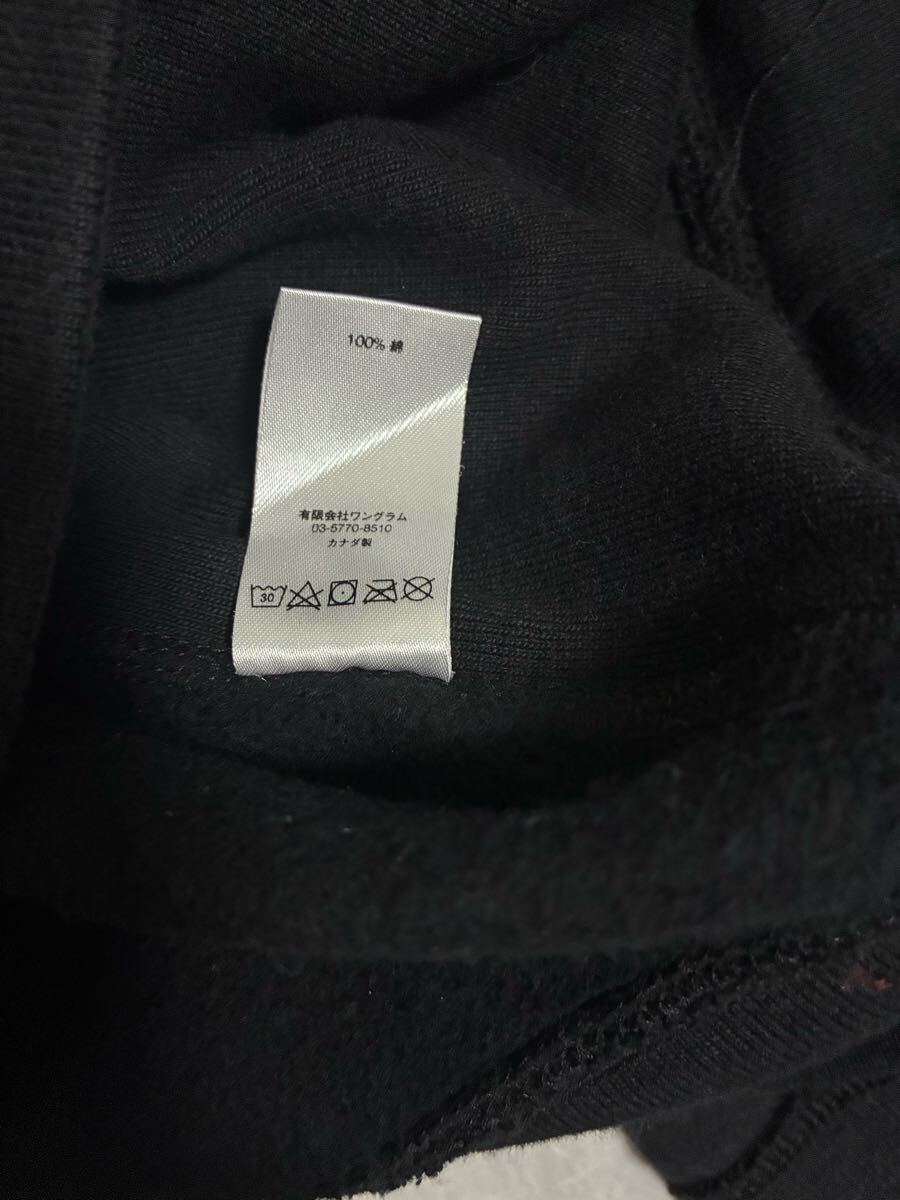 100% 綿
有限会社ワングラム
03-5770-8510
カナダ製
30